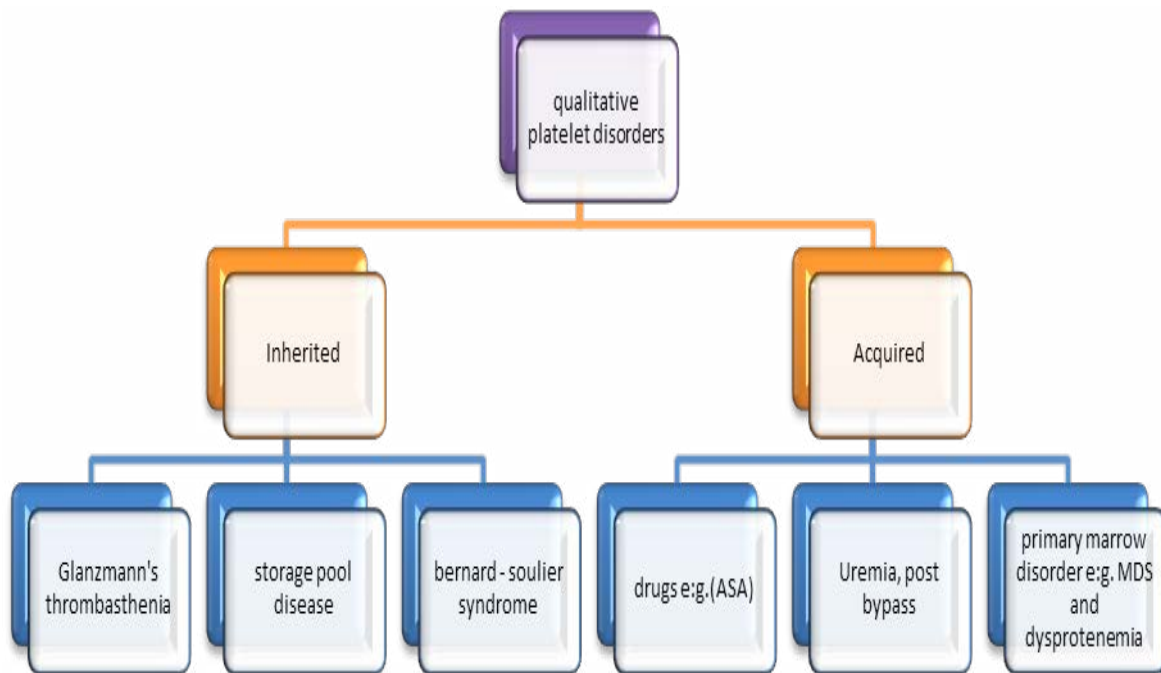 qualitative
platelet disorders
Inherited
Acquired
Glanzmann's
thrombasthenia
storage pool
disease
bernard - soulier
syndrome
drugs e:g.(ASA)
Uremia, post
bypass
primary marrow
disorder e:g. MDS
and
dysprotenemia